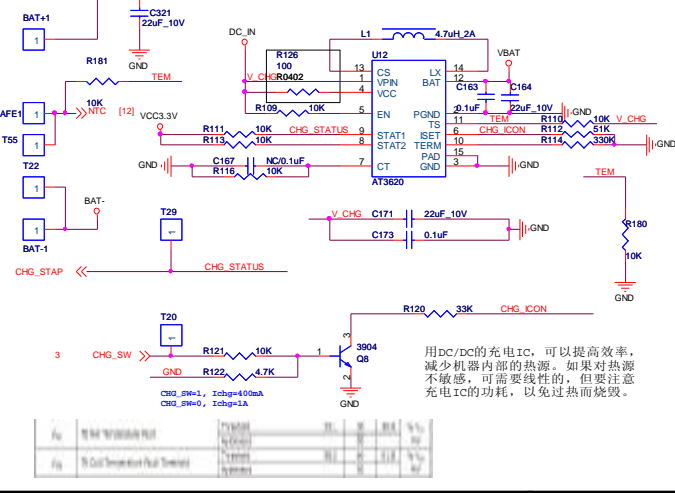 BAT+1
1
C321
22uF_10V
GND
DC_IN
L1
4.7uH_2A
R126
100
R0402
V_CHG
U12
13
1
4
5
9
8
7
CS
VPIN
VCC
EN
STAT1
STAT2
CT
LX
BAT
PGND
TS
ISET
TERM
PAD
GND
14
12
2
11
6
10
15
3
AT3620
VBAT
C163
0.1uF
C164
22uF_10V
GND
R181
10K
TEM
AFE1
1
NTC [12]
T55
1
T22
1
VCC3.3V
R109
10K
R111
10K
CHG_STATUS
R113
10K
GND
C167
NC/0.1uF
R116
10K
TEM
R110
10K
V_CHG
CHG_ICON
R112
51K
R114
330K
GND
GND
TEM
R180
10K
GND
BAT-
1
BAT-1
T29
1
V_CHG
C171
22uF_10V
C173
0.1uF
GND
CHG_STAP
CHG_STATUS
R120
33K
CHG_ICON
T20
1
3
CHG_SW
R121
10K
GND
R122
4.7K
1
3
2
3904
Q8
GND
CHG_SW=1, Ichg=400mA
CHG_SW=0, Ichg=1A
用DC/DC的充电IC，可以提高效率，
减少机器内部的热源。如果对热源
不敏感，可需要线性的，但要注意
充电IC的功耗，以免过热而烧毁。